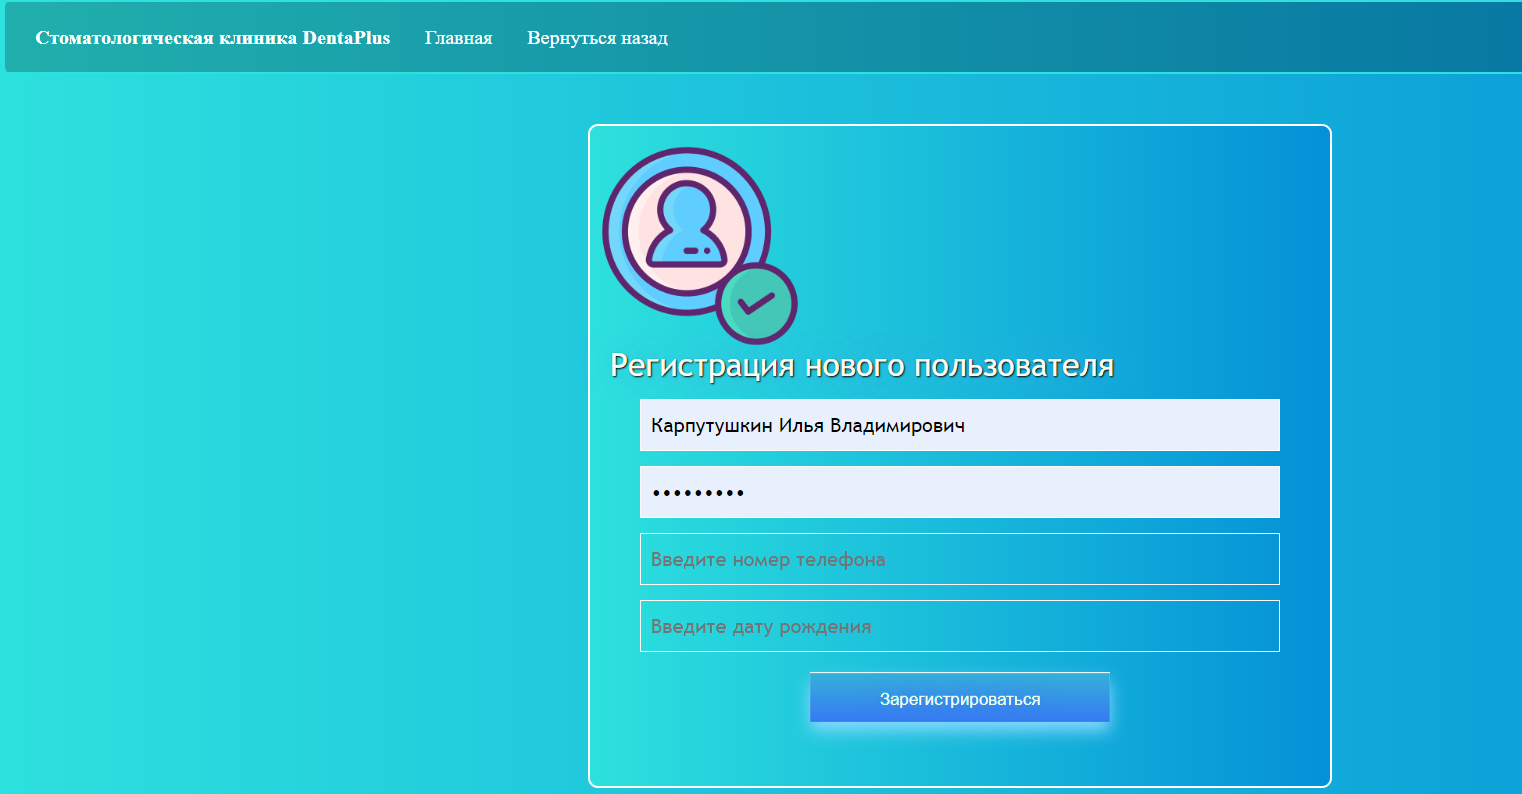 Стоматологическая клиника DentaPlus Главная Вернуться назад
Регистрация нового пользователя
Карпутушкин Илья Владимирович
•••••••••
Введите номер телефона
Введите дату рождения
Зарегистрироваться